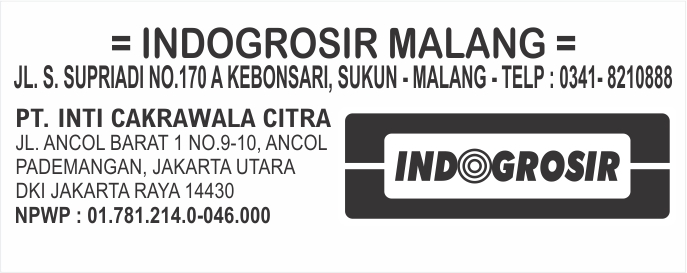 = INDOGROSIR MALANG =
JL. S. SUPRIADI NO.170 A KEBONSARI, SUKUN - MALANG - TELP : 0341- 8210888
PT. INTI CAKRAWALA CITRA
JL. ANCOL BARAT 1 NO.9-10, ANCOL
PADEMANGAN, JAKARTA UTARA
DKI JAKARTA RAYA 14430
NPWP : 01.781.214.0-046.000
INDOGROSIR